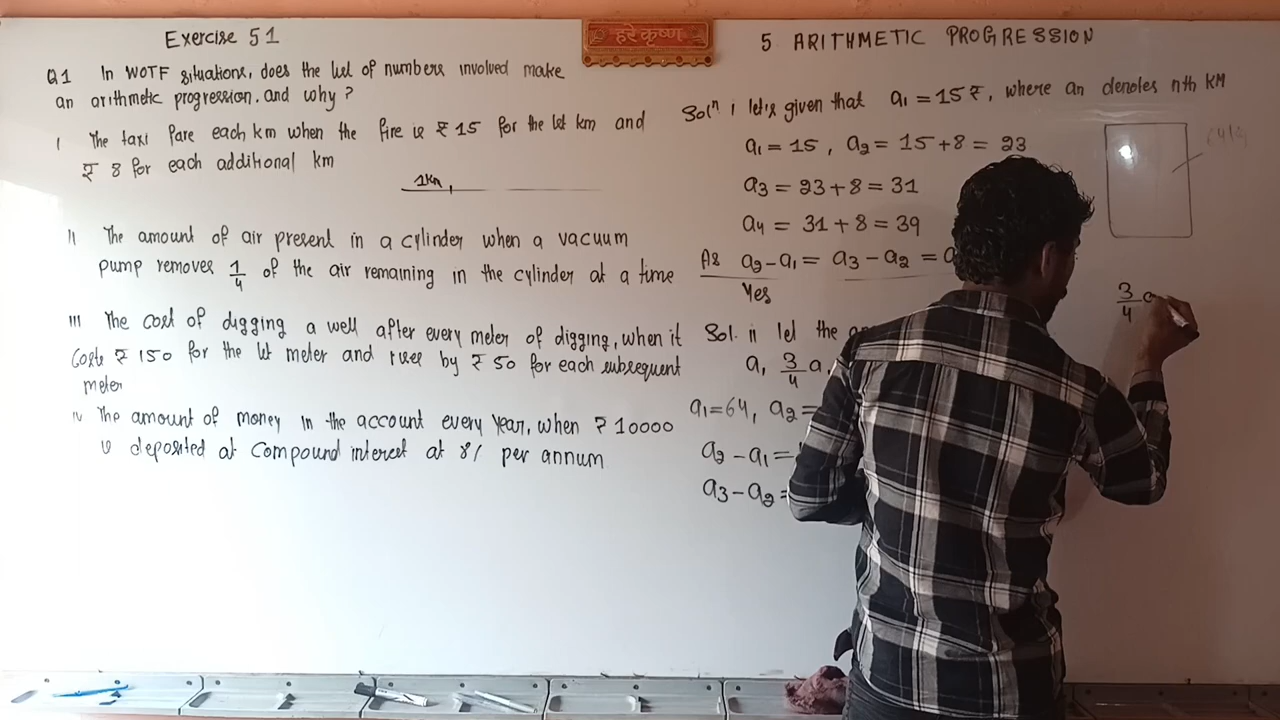 Exercise 5 1
हरे कृष्ण
5 ARITHMETIC PROGRESSION
Q1 In WOTF situations, does the list of numbers involved make
an arithmetic progression. and why?
I The taxi Fare each km when the fire is ₹ 15 for the 1st km and
₹ 8 for each additional km
1Km
II The amount of air present in a cylinder when a vacuum
pump removes 1/4 of the air remaining in the cylinder at a time
III The cost of digging a well after every meter of digging, when it
Costs ₹ 150 for the 1st meter and rises by ₹ 50 for each subsequent
meter
IV The amount of money in the account every year, when ₹ 10000
is deposited at compound interest at 8% per annum
Solⁿ i let's given that a1 = 15 ₹, where an denotes nth KM
a1 = 15, a2 = 15+8 = 23
a3 = 23+8 = 31
a4 = 31+8 = 39
As a2-a1 = a3-a2 =
Yes
Sol. ii let the
a, 3/4 a,
a1=64, a2=
a2-a1=
a3-a2=
3/4